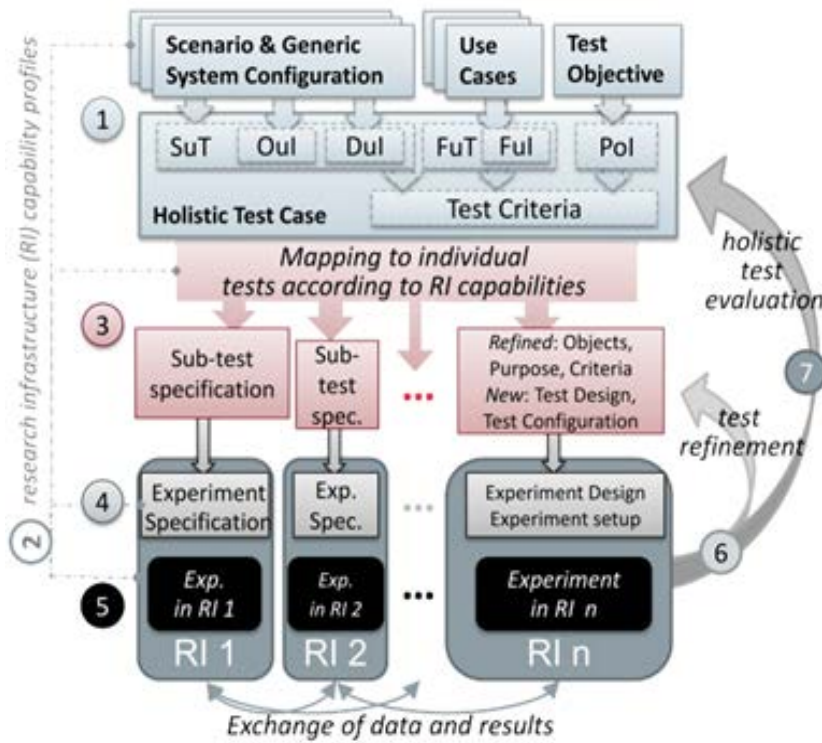 Scenario & Generic
System Configuration
Use
Cases
Test
Objective
1
SuT
OuI
DuI
FuT
FuI
PoI
Test Criteria
Holistic Test Case
research infrastructure (RI) capability profiles
2
Mapping to individual
tests according to RI capabilities
holistic
test
evaluation
3
Sub-test
specification
Sub-
test
spec.
...
Refined: Objects,
Purpose, Criteria
New: Test Design,
Test Configuration
7
test
refinement
4
Experiment
Specification
Exp.
Spec.
...
Experiment Design
Experiment setup
6
5
Exp.
in RI 1
Exp.
in RI 2
...
Experiment
in RI n
RI 1
RI 2
RI n
Exchange of data and results